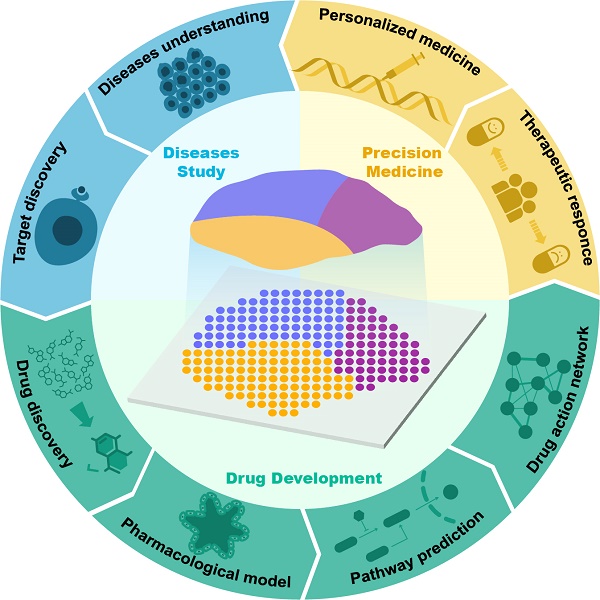 Diseases understanding
Personalized medicine
Target discovery
Therapeutic responce
Diseases
Study
Precision
Medicine
Drug discovery
Drug action network
Drug Development
Pharmacological model
Pathway prediction